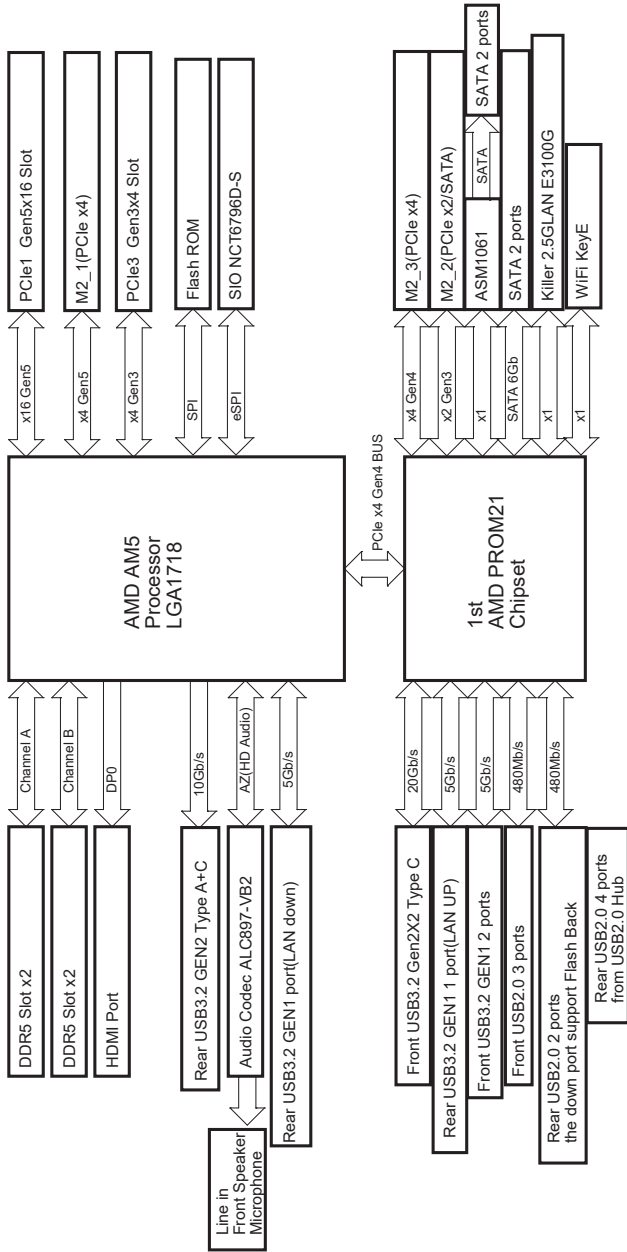 PCIe1  Gen5x16 Slot
M2_1(PCIe x4)
PCIe3  Gen3x4 Slot
Flash ROM
SIO NCT6796D-S
x16 Gen5
x4 Gen5
x4 Gen3
SPI
eSPI
AMD AM5
Processor
LGA1718
Channel A
Channel B
DP0
10Gb/s
AZ(HD Audio)
5Gb/s
DDR5 Slot x2
DDR5 Slot x2
HDMI Port
Rear USB3.2 GEN2 Type A+C
Audio Codec ALC897-VB2
Rear USB3.2 GEN1 port(LAN down)
Line in
Front Speaker
Microphone
PCIe x4 Gen4 BUS
M2_3(PCIe x4)
M2_2(PCIe x2/SATA)
ASM1061
SATA
SATA 2 ports
SATA 2 ports
Killer 2.5GLAN E3100G
WiFi KeyE
x4 Gen4
x2 Gen3
x1
SATA 6Gb
x1
x1
1st
AMD PROM21
Chipset
20Gb/s
5Gb/s
5Gb/s
480Mb/s
480Mb/s
Front USB3.2 Gen2X2 Type C
Rear USB3.2 GEN1 1 port(LAN UP)
Front USB3.2 GEN1 2 ports
Front USB2.0 3 ports
Rear USB2.0 2 ports
the down port support Flash Back
Rear USB2.0 4 ports
from USB2.0 Hub